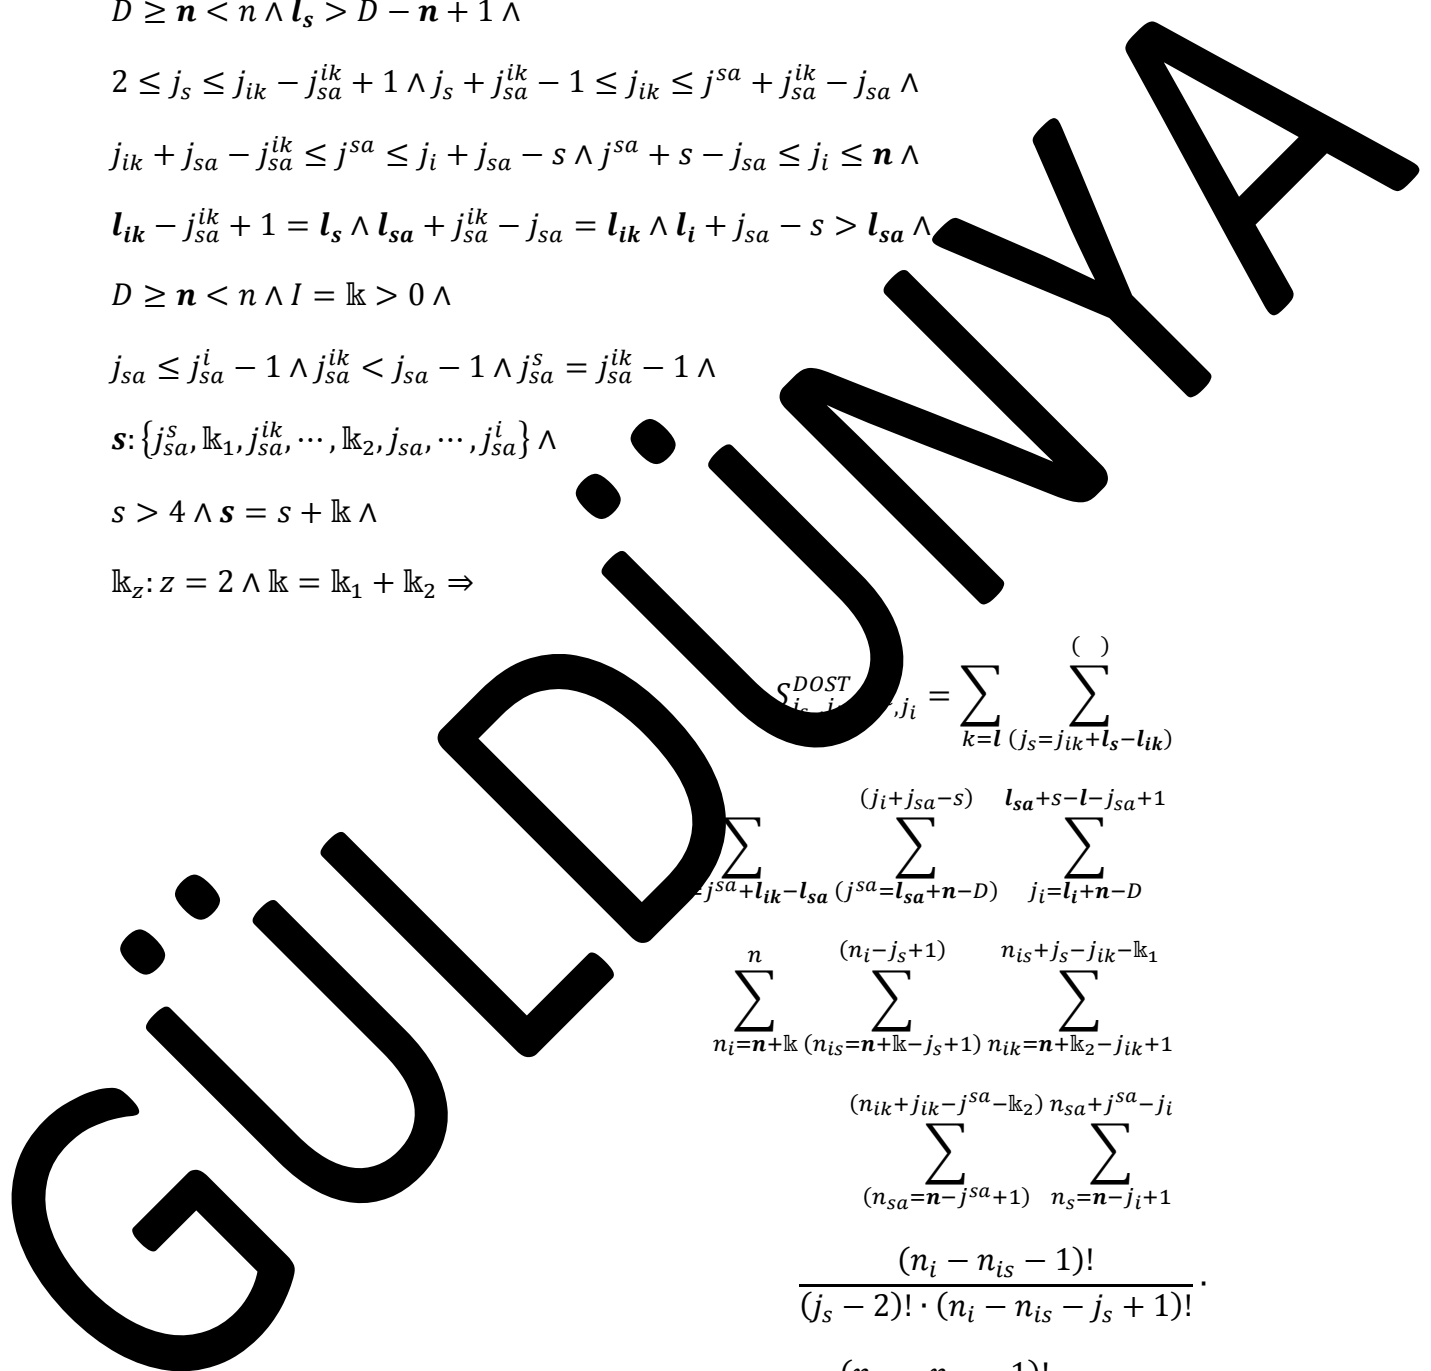 D ≥ 𝒏 < n ∧ 𝒍ₛ > D − 𝒏 + 1 ∧
2 ≤ j_s ≤ j_{ik} − j_{sa}^{ik} + 1 ∧ j_s + j_{sa}^{ik} − 1 ≤ j_{ik} ≤ j^{sa} + j_{sa}^{ik} − j_{sa} ∧
j_{ik} + j_{sa} − j_{sa}^{ik} ≤ j^{sa} ≤ j_i + j_{sa} − s ∧ j^{sa} + s − j_{sa} ≤ j_i ≤ 𝒏 ∧
𝒍_{ik} − j_{sa}^{ik} + 1 = 𝒍_s ∧ 𝒍_{sa} + j_{sa}^{ik} − j_{sa} = 𝒍_{ik} ∧ 𝒍_i + j_{sa} − s > 𝒍_{sa} ∧
D ≥ 𝒏 < n ∧ I = 𝕜 > 0 ∧
j_{sa} ≤ j_{sa}^{i} − 1 ∧ j_{sa}^{ik} < j_{sa} − 1 ∧ j_{sa}^{s} = j_{sa}^{ik} − 1 ∧
𝒔: {j_{sa}^{s}, 𝕜_1, j_{sa}^{ik}, ⋯, 𝕜_2, j_{sa}, ⋯, j_{sa}^{i}} ∧
s > 4 ∧ 𝒔 = s + 𝕜 ∧
𝕜_z: z = 2 ∧ 𝕜 = 𝕜_1 + 𝕜_2 ⇒
GÜLDÜNYA
( )
S^{DOST} ,j_i = ∑ ∑
k=𝒍 (j_s=j_{ik}+𝒍_s−𝒍_{ik})
(j_i+j_{sa}−s) 𝒍_{sa}+s−𝒍−j_{sa}+1
∑ ∑ ∑
=j^{sa}+𝒍_{ik}−𝒍_{sa} (j^{sa}=𝒍_{sa}+𝒏−D) j_i=𝒍_i+𝒏−D
n (n_i−j_s+1) n_{is}+j_s−j_{ik}−𝕜_1
∑ ∑ ∑
n_i=𝒏+𝕜 (n_{is}=𝒏+𝕜−j_s+1) n_{ik}=𝒏+𝕜_2−j_{ik}+1
(n_{ik}+j_{ik}−j^{sa}−𝕜_2) n_{sa}+j^{sa}−j_i
∑ ∑
(n_{sa}=𝒏−j^{sa}+1) n_s=𝒏−j_i+1
(n_i − n_{is} − 1)!
(j_s − 2)! · (n_i − n_{is} − j_s + 1)! ·